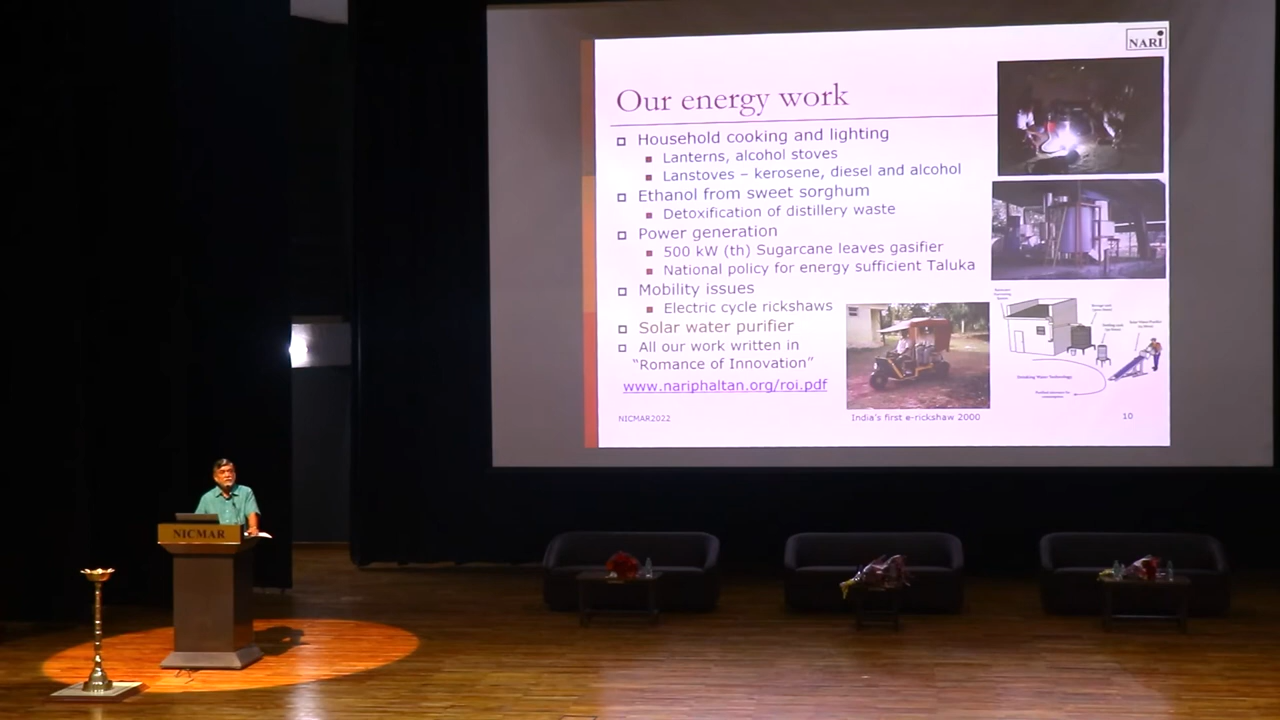 NARI
Our energy work
Household cooking and lighting
Lanterns, alcohol stoves
Lanstoves – kerosene, diesel and alcohol
Ethanol from sweet sorghum
Detoxification of distillery waste
Power generation
500 kW (th) Sugarcane leaves gasifier
National policy for energy sufficient Taluka
Mobility issues
Electric cycle rickshaws
Solar water purifier
All our work written in
“Romance of Innovation”
www.nariphaltan.org/roi.pdf
Drinking Water Technology
NICMAR2022
India's first e-rickshaw 2000
10
NICMAR